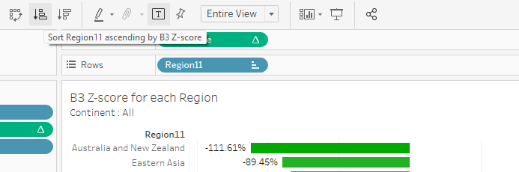 Entire View
Sort Region11 ascending by B3 Z-score
Rows
Region11
B3 Z-score for each Region
Continent : All
Region11
Australia and New Zealand
-111.61%
Eastern Asia
-89.45%